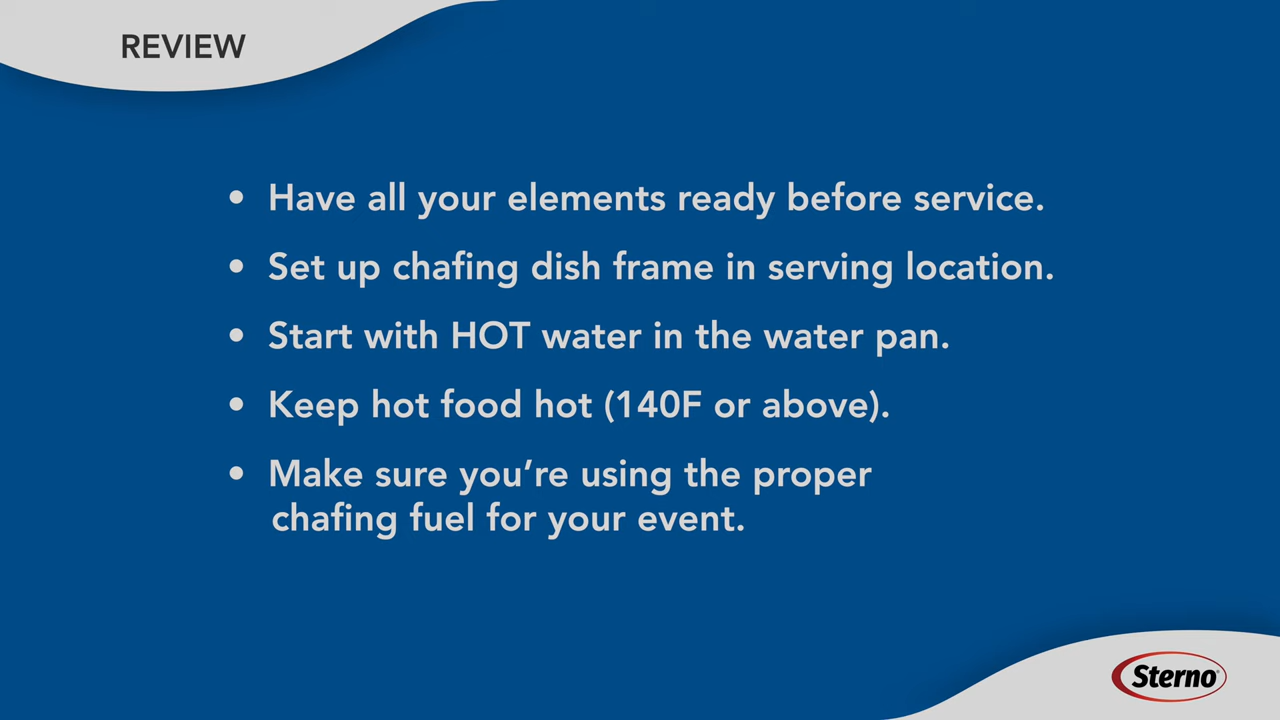 REVIEW
• Have all your elements ready before service.
• Set up chafing dish frame in serving location.
• Start with HOT water in the water pan.
• Keep hot food hot (140F or above).
• Make sure you’re using the proper
chafing fuel for your event.
Sterno®